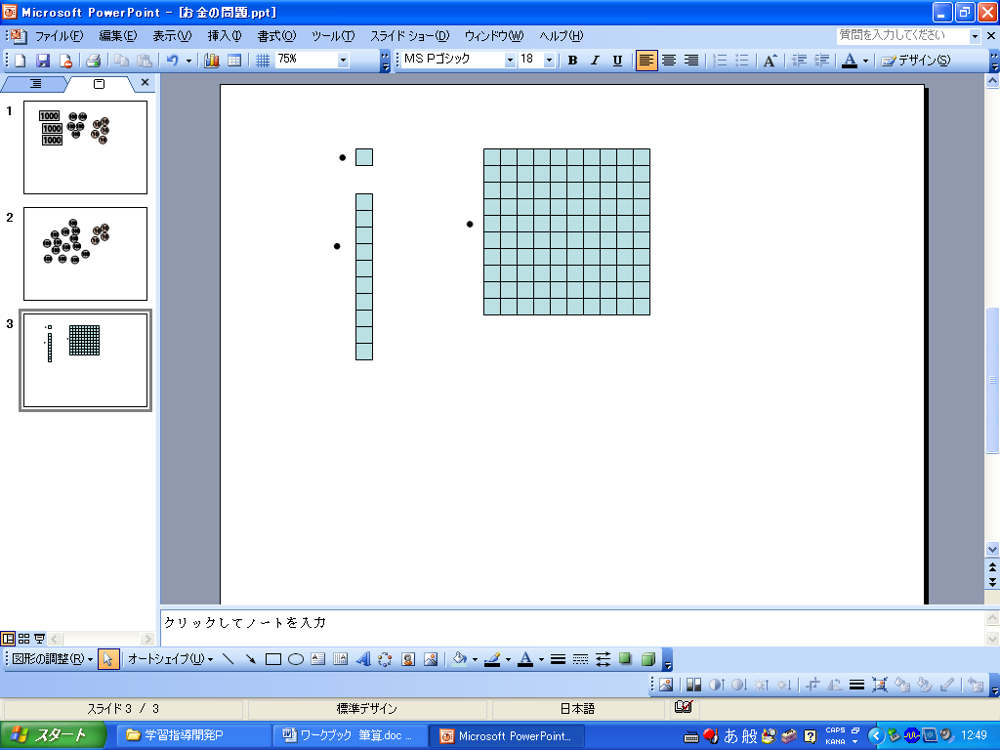 Microsoft PowerPoint - [お金の問題.ppt]
ファイル(F) 編集(E) 表示(V) 挿入(I) 書式(O) ツール(T) スライド ショー(D) ウィンドウ(W) ヘルプ(H) 質問を入力してください
75% MS Pゴシック 18 B I U A A デザイン(S)
1
1000
1000
1000
2
3
クリックしてノートを入力
図形の調整(R) オートシェイプ(U)
スライド 3 / 3 標準デザイン 日本語
スタート 学習指導開発P ワークブック 筆算.doc ... Microsoft PowerPoint... あ 般 CAPS KANA 12:49